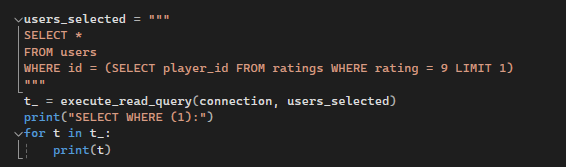 users_selected = """
SELECT *
FROM users
WHERE id = (SELECT player_id FROM ratings WHERE rating = 9 LIMIT 1)
"""
t_ = execute_read_query(connection, users_selected)
print("SELECT WHERE (1):")
for t in t_:
    print(t)